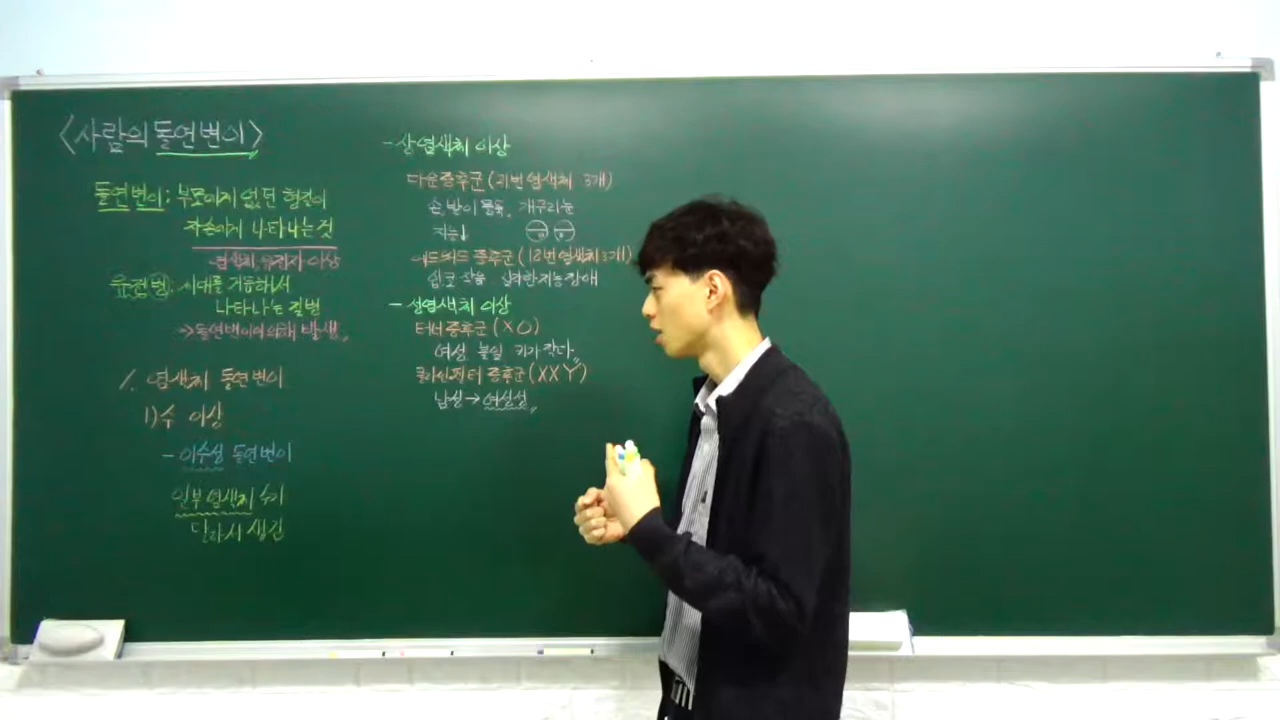 <사람의 돌연변이>
돌연변이: 부모에게 없던 형질이
자손에게 나타나는 것
염색체, 유전자 이상
유전병: 세대를 거듭해서
나타나는 질병
→돌연변이에 의해 발생.
1. 염색체 돌연변이
1)수 이상
- 이수성 돌연변이
일부 염색체 수가
달라서 생긴
- 상염색체 이상
다운증후군 (21번 염색체 3개)
손, 발이 뭉툭, 개구리눈
지능↓
에드워드 증후군 (18번 염색체 3개)
입코 작음 심각한 지능장애
- 성염색체 이상
터너증후군 (XO)
여성 불임 키가 작다.
클라인펠터 증후군 (XXY)
남성→여성성.